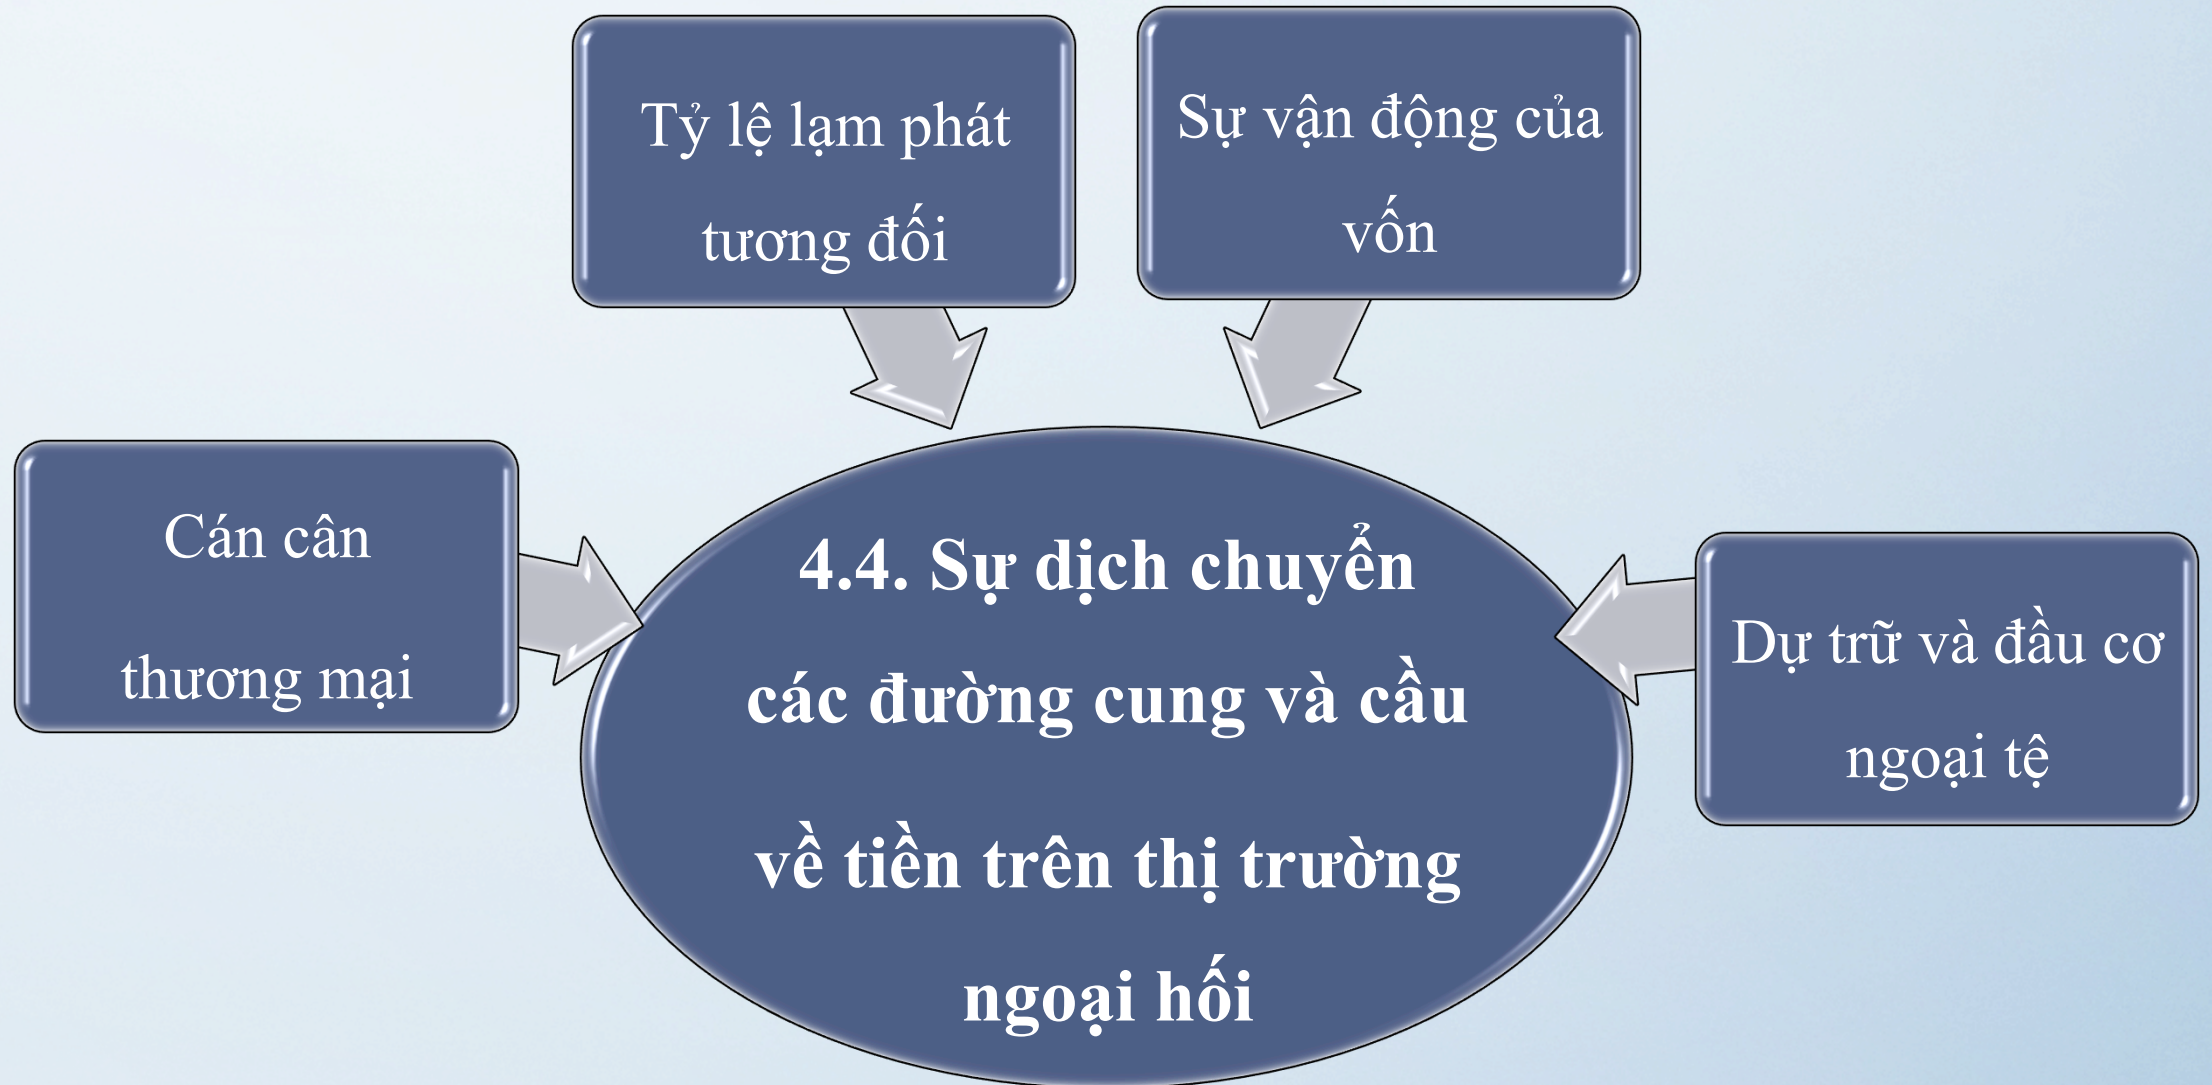 Tỷ lệ lạm phát
tương đối
Sự vận động của
vốn
Cán cân
thương mại
4.4. Sự dịch chuyển
các đường cung và cầu
về tiền trên thị trường
ngoại hối
Dự trữ và đầu cơ
ngoại tệ